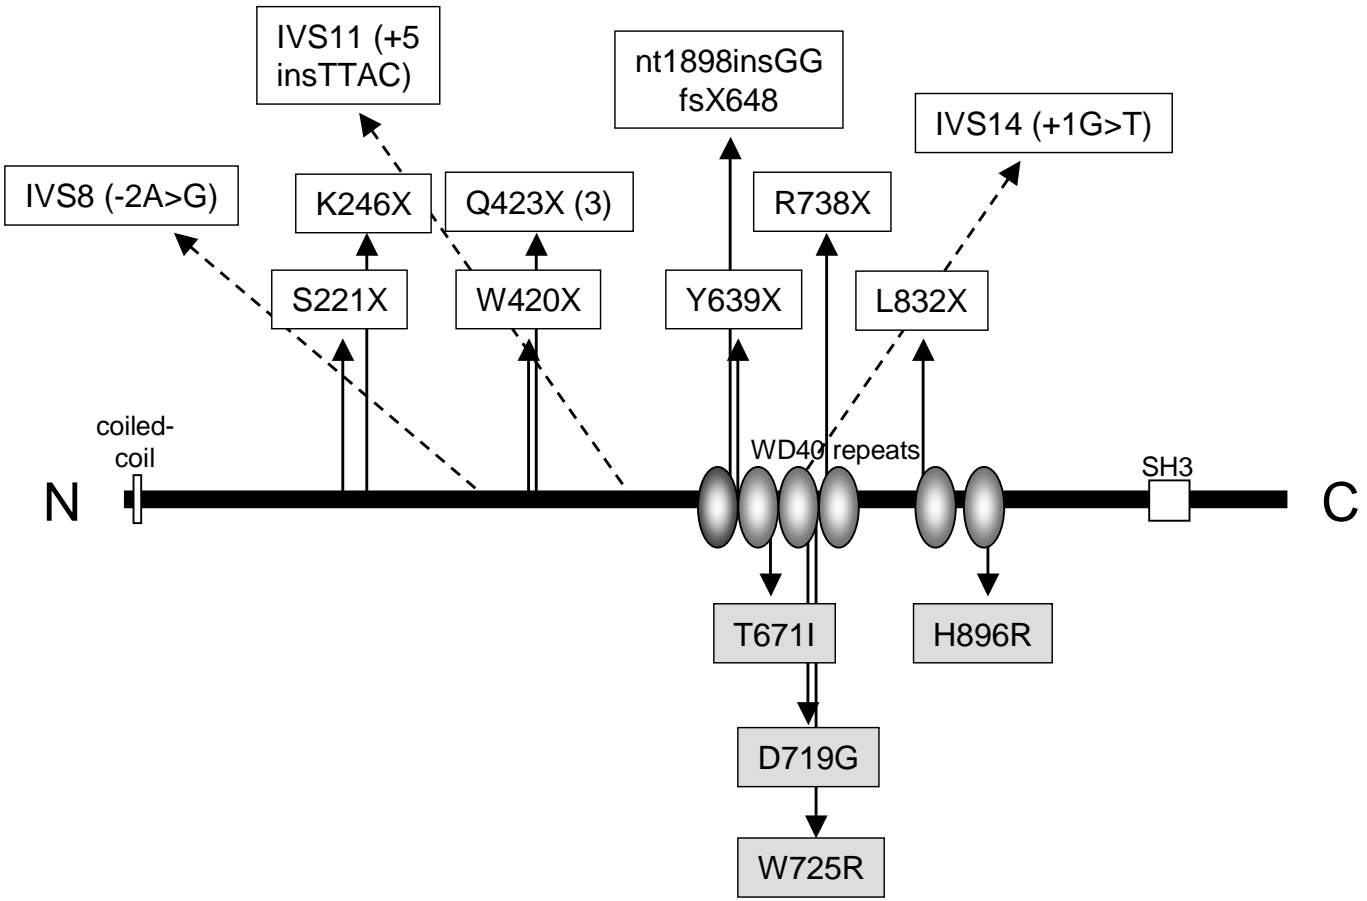 IVS11 (+5
insTTAC)
nt1898insGG
fsX648
IVS14 (+1G>T)
IVS8 (-2A>G)
K246X
Q423X (3)
R738X
S221X
W420X
Y639X
L832X
coiled-
coil
WD40 repeats
SH3
N
C
T671I
H896R
D719G
W725R